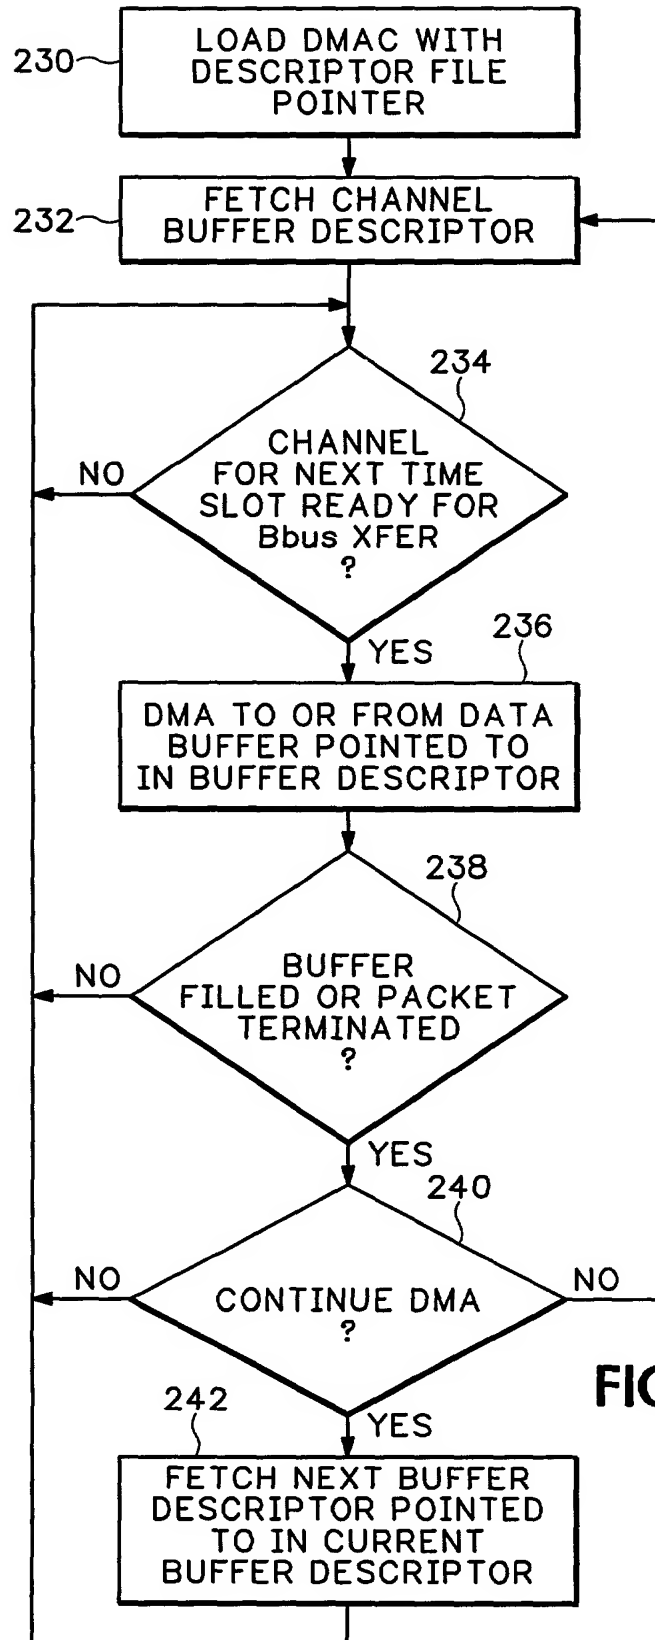 230
LOAD DMAC WITH
DESCRIPTOR FILE
POINTER
232
FETCH CHANNEL
BUFFER DESCRIPTOR
234
CHANNEL
FOR NEXT TIME
SLOT READY FOR
Bbus XFER
?
NO
YES
236
DMA TO OR FROM DATA
BUFFER POINTED TO
IN BUFFER DESCRIPTOR
238
BUFFER
FILLED OR PACKET
TERMINATED
?
NO
YES
240
CONTINUE DMA
?
NO
NO
YES
FIG
242
FETCH NEXT BUFFER
DESCRIPTOR POINTED
TO IN CURRENT
BUFFER DESCRIPTOR